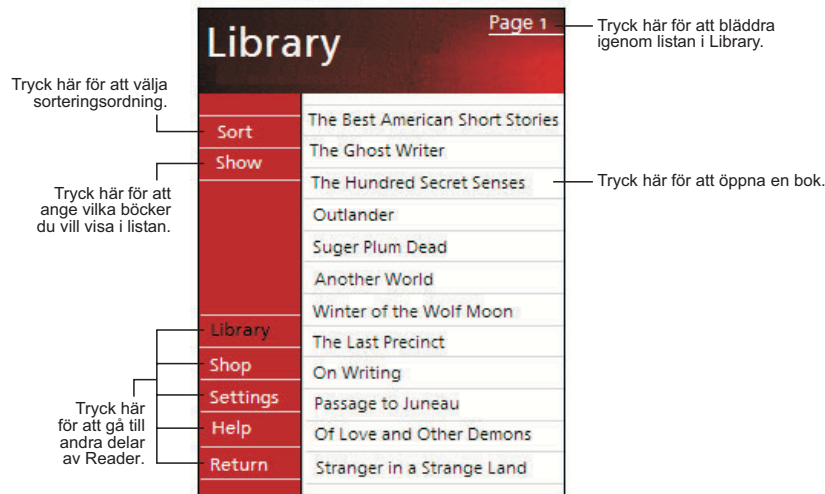 Library
Page 1
Tryck här för att bläddra
igenom listan i Library.
Tryck här för att välja
sorteringsordning.
Sort
Show
Tryck här för att
ange vilka böcker
du vill visa i listan.
The Best American Short Stories
The Ghost Writer
The Hundred Secret Senses
Tryck här för att öppna en bok.
Outlander
Suger Plum Dead
Another World
Winter of the Wolf Moon
The Last Precinct
On Writing
Passage to Juneau
Of Love and Other Demons
Stranger in a Strange Land
Library
Shop
Settings
Help
Return
Tryck här
för att gå till
andra delar
av Reader.